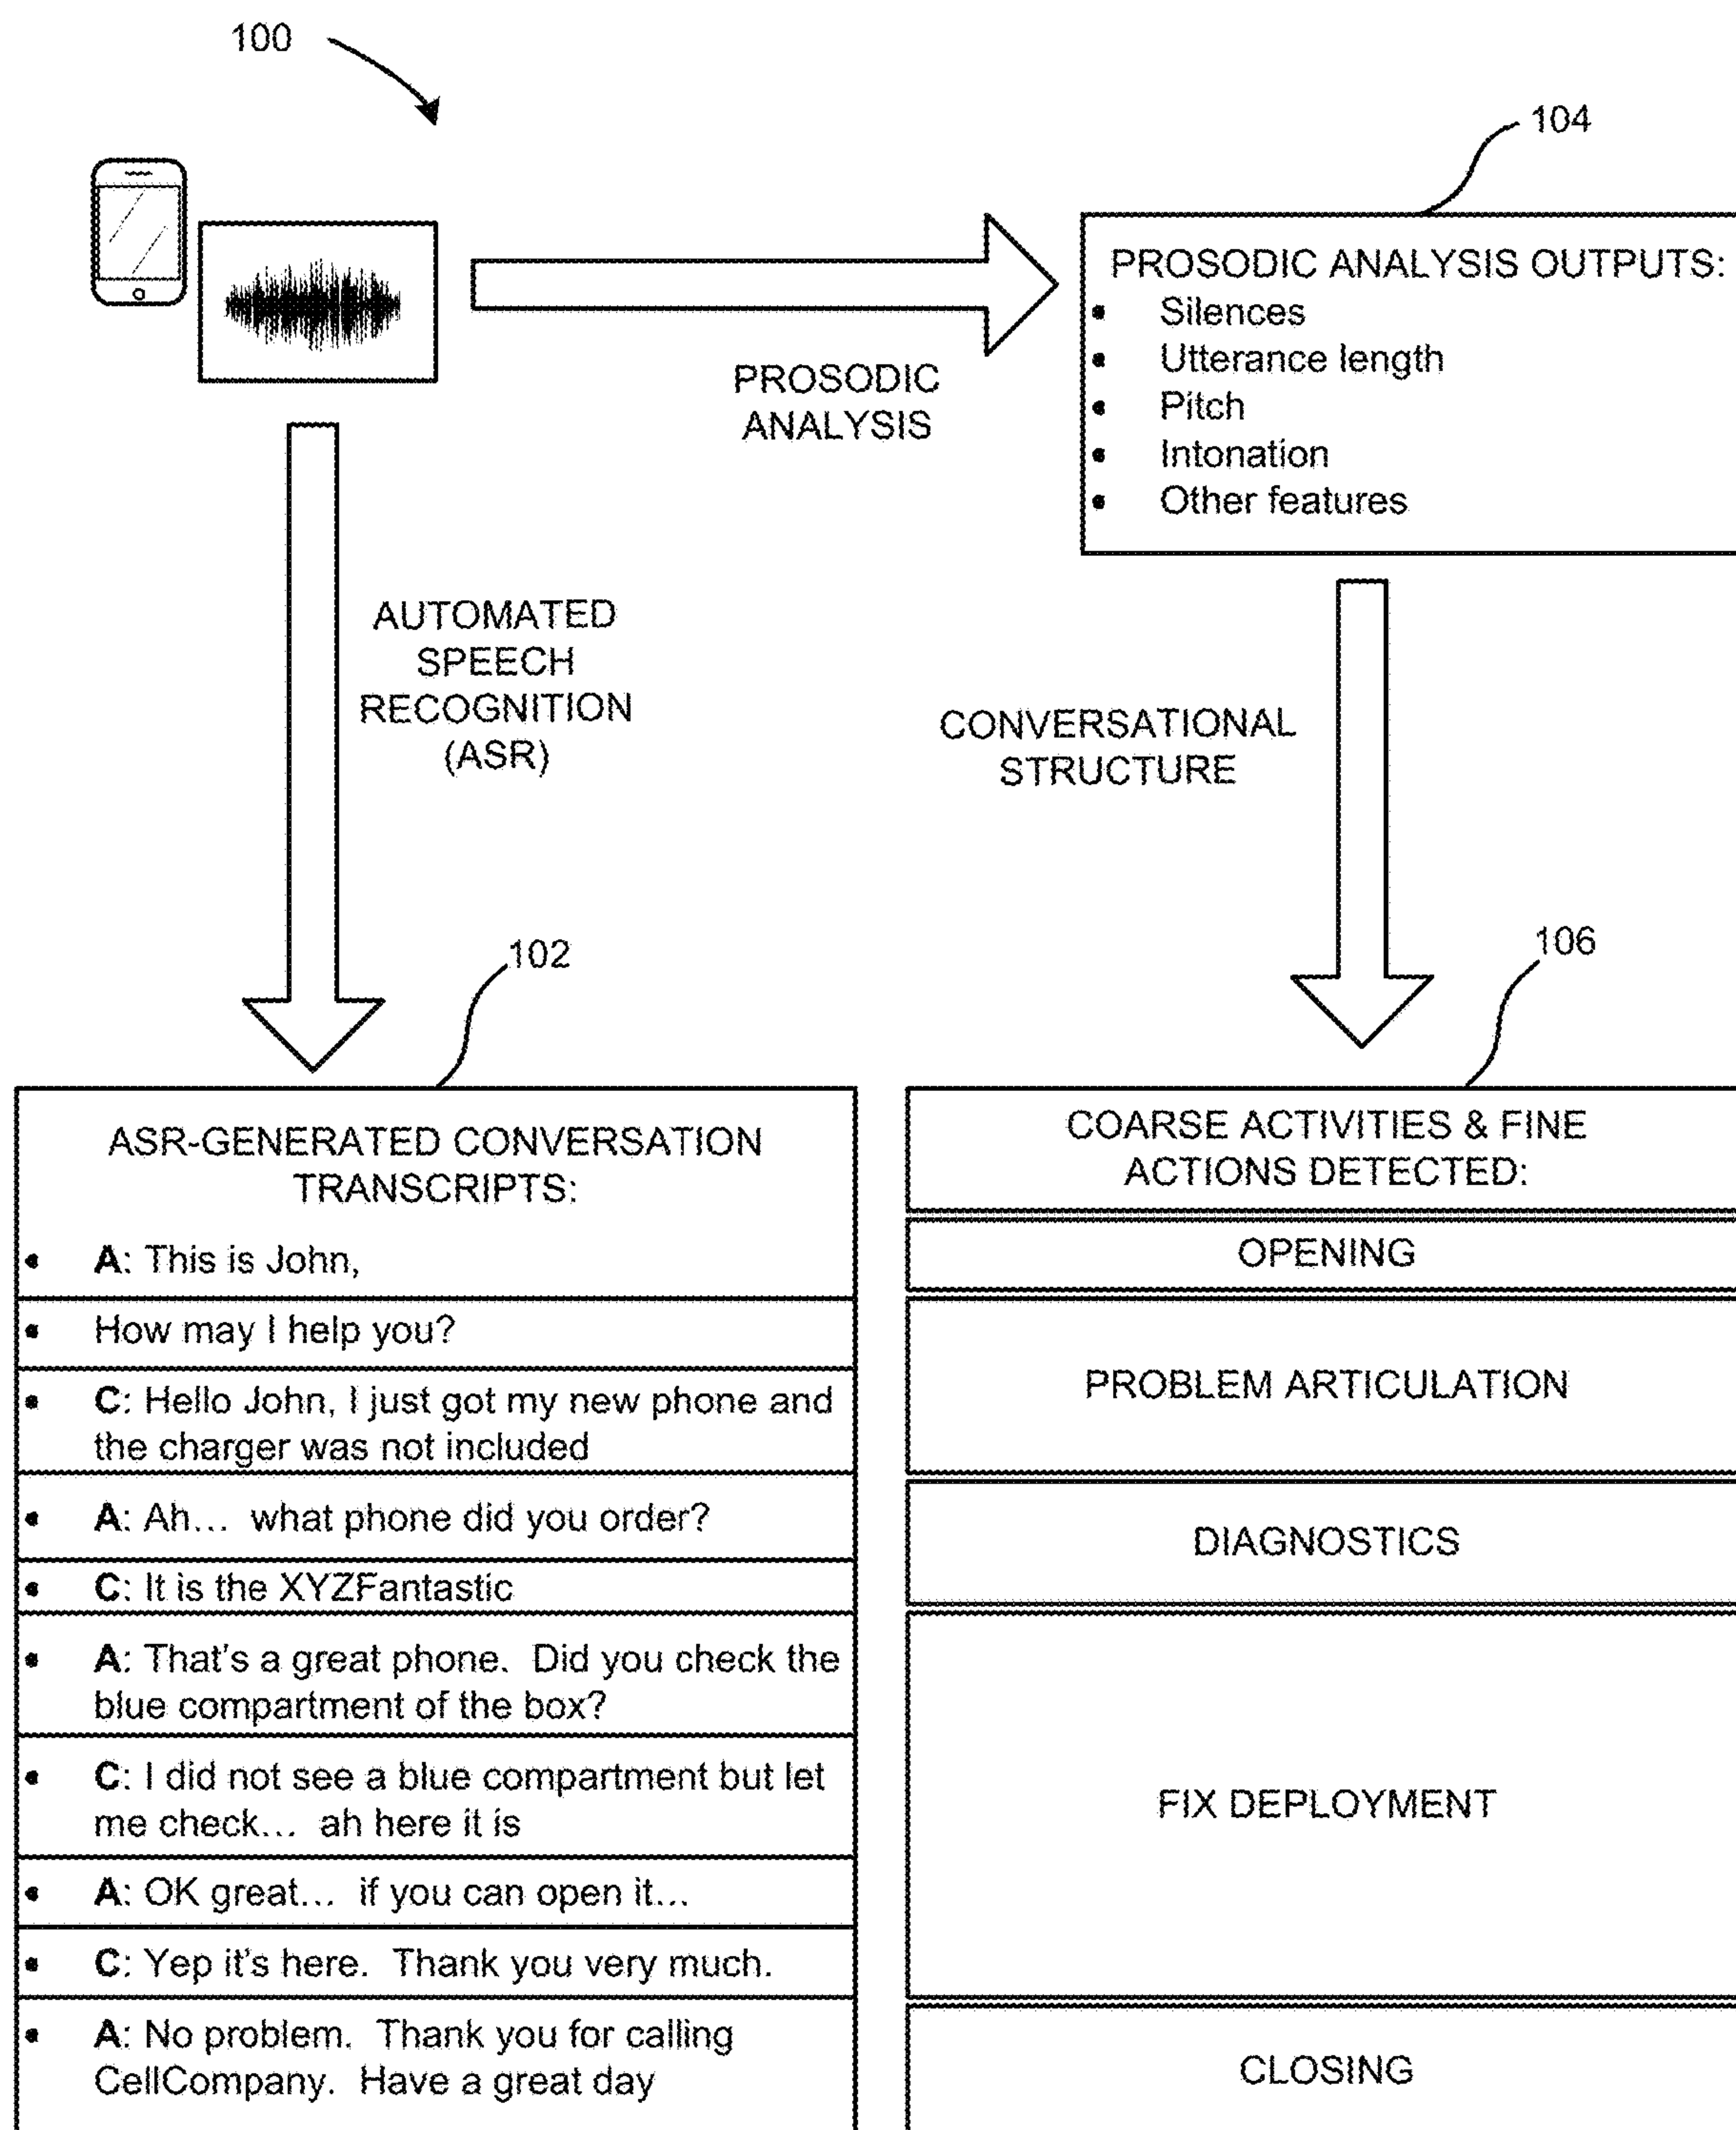 100
104
PROSODIC ANALYSIS OUTPUTS:
• Silences
• Utterance length
• Pitch
• Intonation
• Other features
PROSODIC
ANALYSIS
AUTOMATED
SPEECH
RECOGNITION
(ASR)
CONVERSATIONAL
STRUCTURE
102
106
ASR-GENERATED CONVERSATION
TRANSCRIPTS:
• A: This is John,
• How may I help you?
• C: Hello John, I just got my new phone and
the charger was not included
• A: Ah... what phone did you order?
• C: It is the XYZFantastic
• A: That's a great phone. Did you check the
blue compartment of the box?
• C: I did not see a blue compartment but let
me check... ah here it is
• A: OK great... if you can open it...
• C: Yep it's here. Thank you very much.
• A: No problem. Thank you for calling
CellCompany. Have a great day
COARSE ACTIVITIES & FINE
ACTIONS DETECTED:
OPENING
PROBLEM ARTICULATION
DIAGNOSTICS
FIX DEPLOYMENT
CLOSING